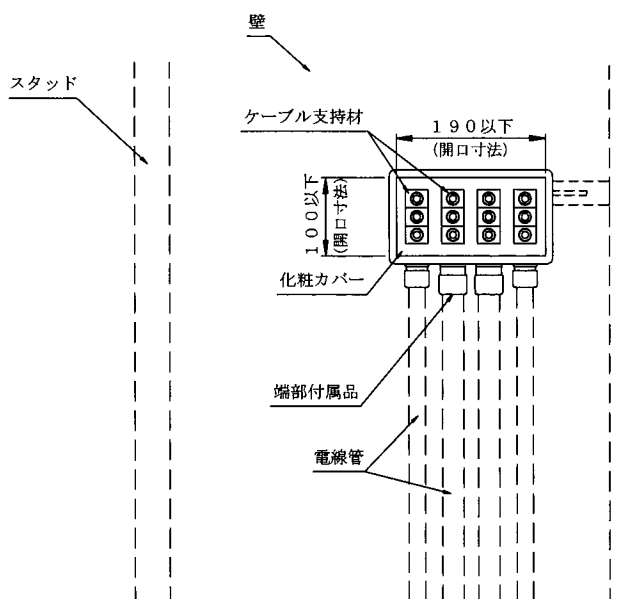 壁
スタッド
ケーブル支持材
190以下
(開口寸法)
100以下
(開口寸法)
化粧カバー
端部付属品
電線管